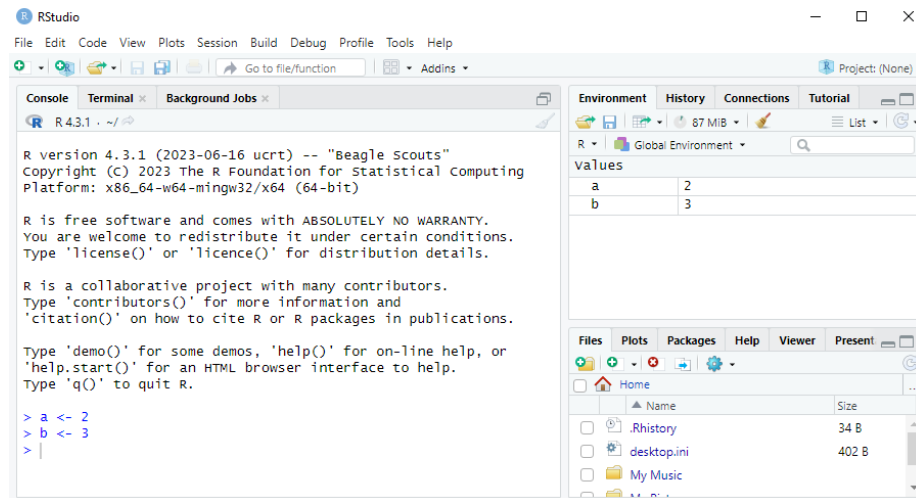 RStudio
File Edit Code View Plots Session Build Debug Profile Tools Help
Go to file/function Addins Project: (None)
Console Terminal Background Jobs
R 4.3.1 · ~/
R version 4.3.1 (2023-06-16 ucrt) -- "Beagle Scouts"
Copyright (C) 2023 The R Foundation for Statistical Computing
Platform: x86_64-w64-mingw32/x64 (64-bit)
R is free software and comes with ABSOLUTELY NO WARRANTY.
You are welcome to redistribute it under certain conditions.
Type 'license()' or 'licence()' for distribution details.
R is a collaborative project with many contributors.
Type 'contributors()' for more information and
'citation()' on how to cite R or R packages in publications.
Type 'demo()' for some demos, 'help()' for on-line help, or
'help.start()' for an HTML browser interface to help.
Type 'q()' to quit R.
> a <- 2
> b <- 3
>
Environment History Connections Tutorial
87 MiB List
R Global Environment
Values
a 2
b 3
Files Plots Packages Help Viewer Present
Home
Name Size
.Rhistory 34 B
desktop.ini 402 B
My Music